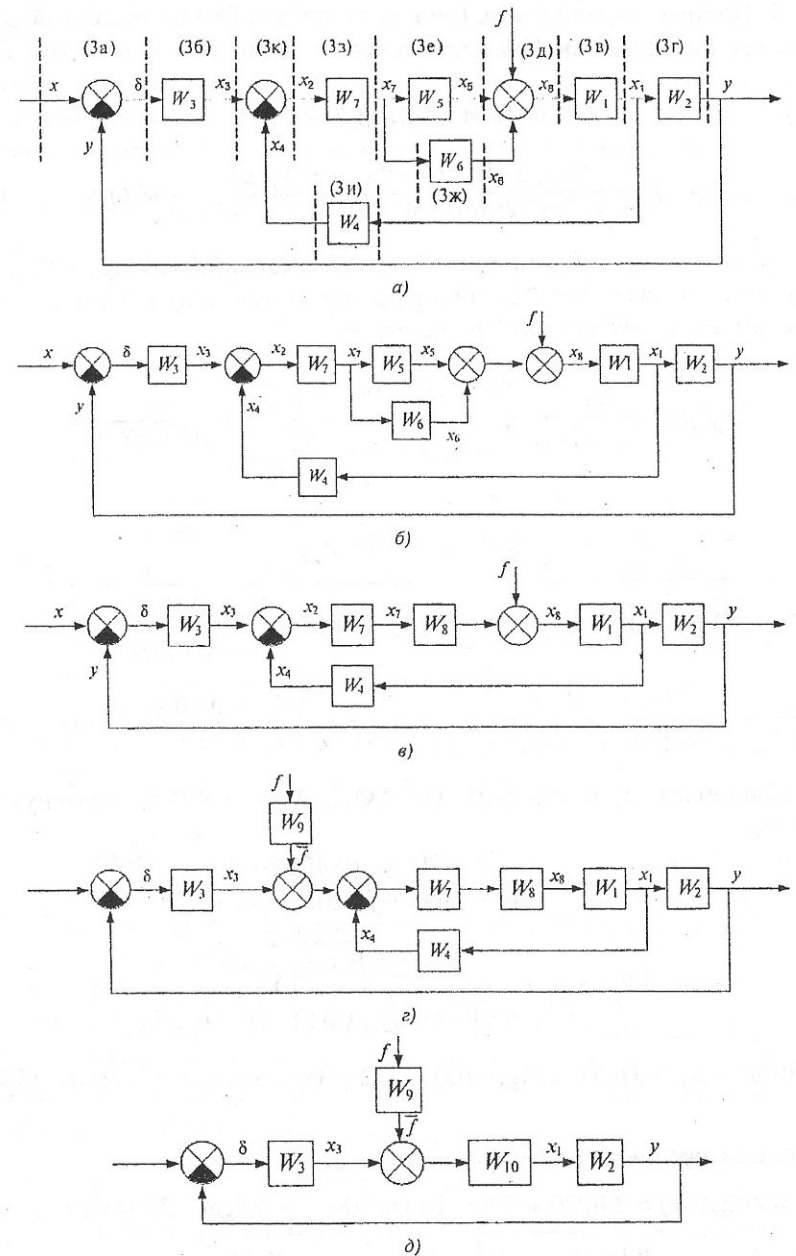 f
(3а) (3б) (3к) (3з) (3е) (3д) (3в) (3г)
x δ W₃ x₃ x₂ W₇ x₇ W₅ x₅ x₈ W₁ x₁ W₂ y
y x₄ W₆ x₆
(3и) (3ж)
W₄
а)
f
x δ W₃ x₃ x₂ W₇ x₇ W₅ x₅ x₈ W1 x₁ W₂ y
y x₄ W₆ x₆
W₄
б)
f
x δ W₃ x₃ x₂ W₇ x₇ W₈ x₈ W₁ x₁ W₂ y
y x₄ W₄
в)
f
W₉
f̅
δ W₃ x₃ W₇ W₈ x₈ W₁ x₁ W₂ y
x₄ W₄
г)
f
W₉
f̅
δ W₃ x₃ W₁₀ x₁ W₂ y
д)